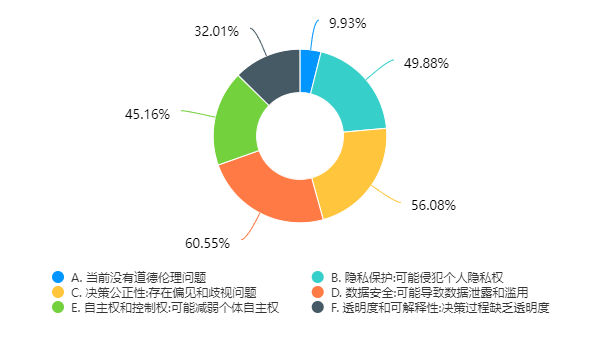 9.93%
32.01%
49.88%
45.16%
56.08%
60.55%
A. 当前没有道德伦理问题
B. 隐私保护:可能侵犯个人隐私权
C. 决策公正性:存在偏见和歧视问题
D. 数据安全:可能导致数据泄露和滥用
E. 自主权和控制权:可能减弱个体自主权
F. 透明度和可解释性:决策过程缺乏透明度